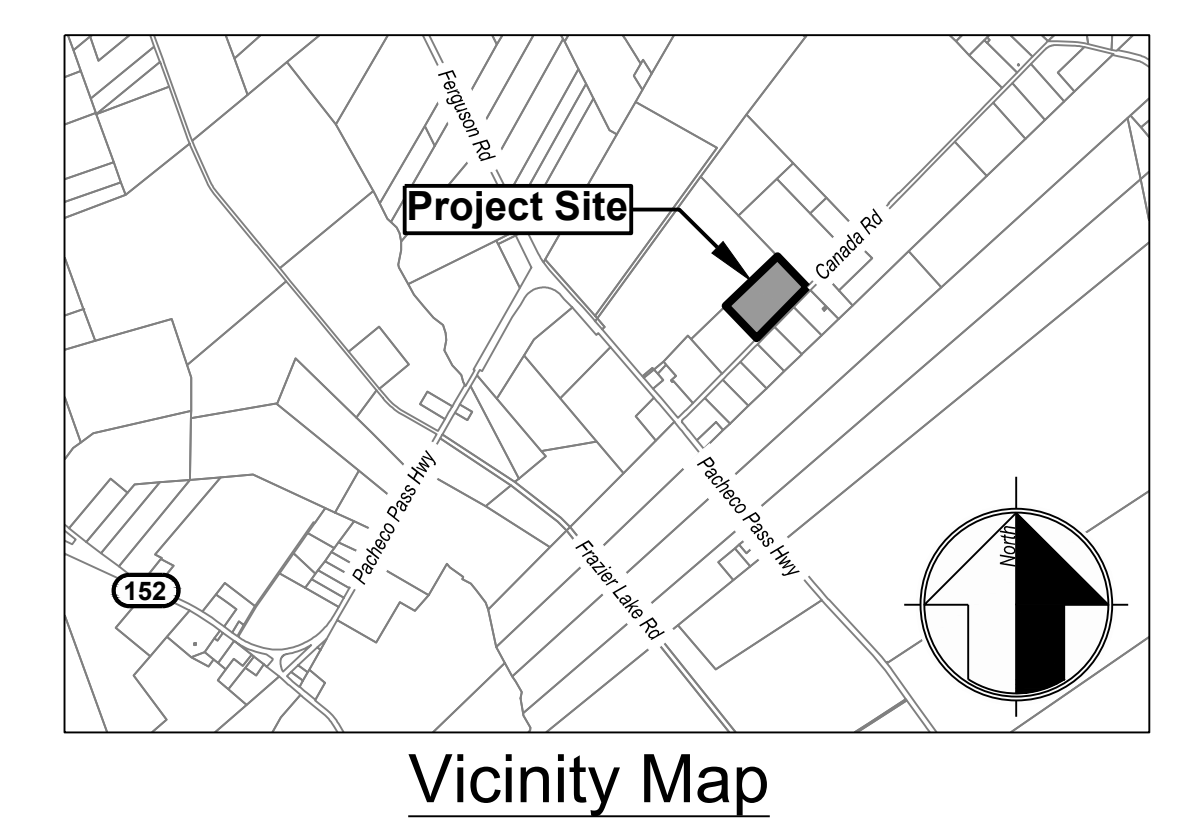 Ferguson Rd
Project Site
Canada Rd
Pacheco Pass Hwy
Pacheco Pass Hwy
North
Frazier Lake Rd
152
Vicinity Map